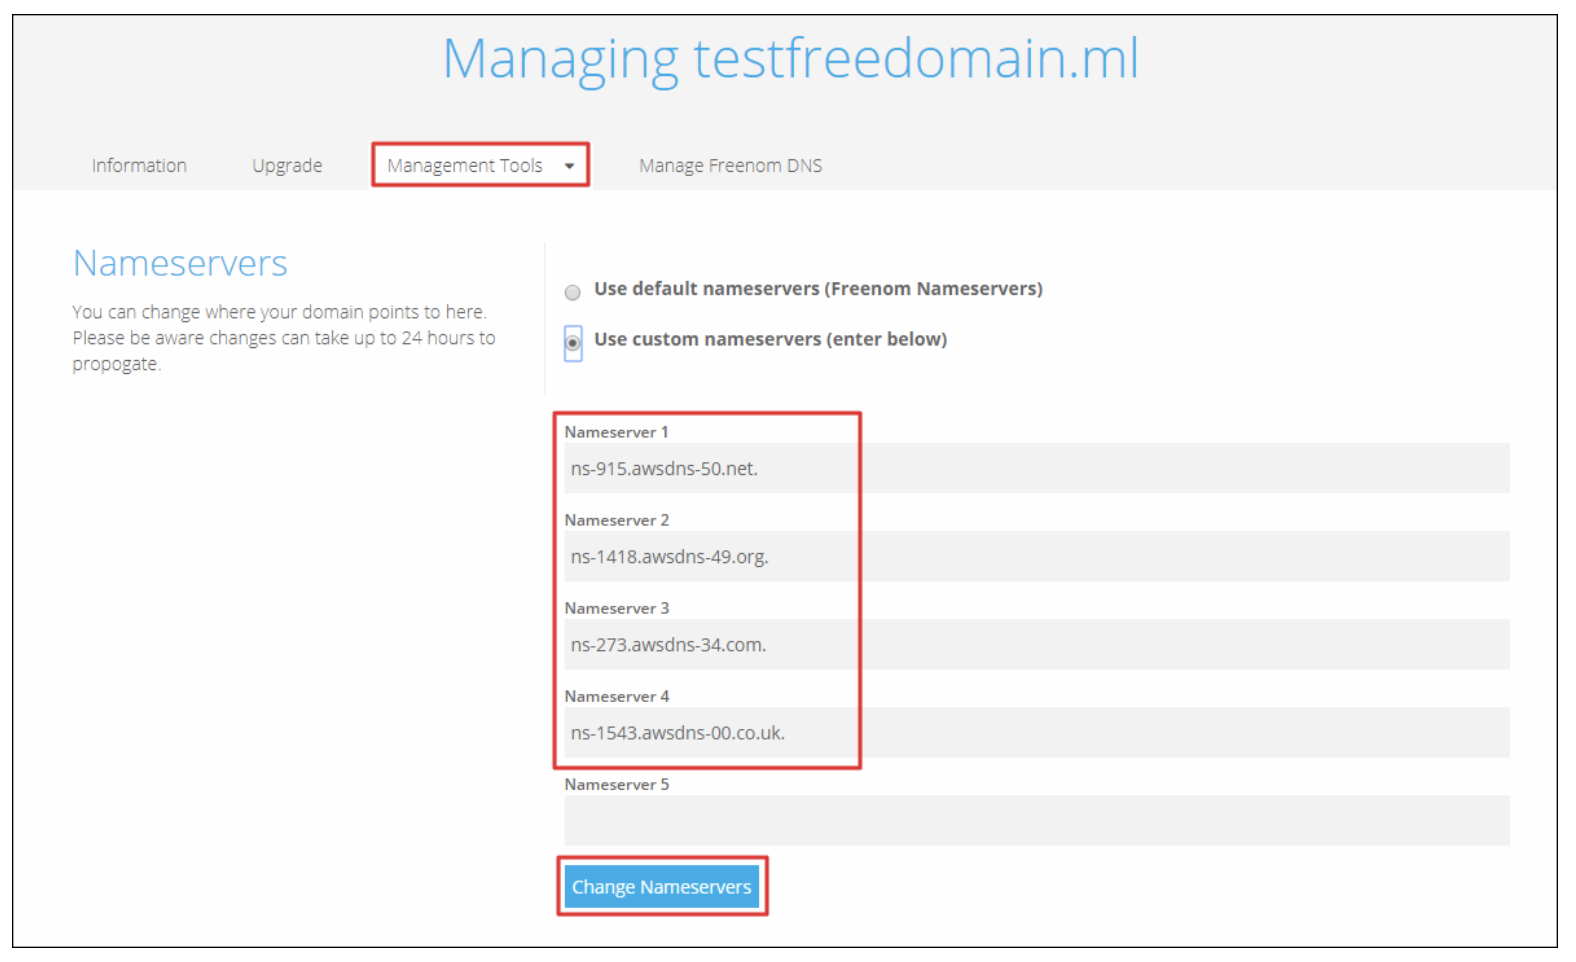 Managing testfreedomain.ml
Information Upgrade Management Tools Manage Freenom DNS
Nameservers
You can change where your domain points to here.
Please be aware changes can take up to 24 hours to
propogate.
Use default nameservers (Freenom Nameservers)
Use custom nameservers (enter below)
Nameserver 1
ns-915.awsdns-50.net.
Nameserver 2
ns-1418.awsdns-49.org.
Nameserver 3
ns-273.awsdns-34.com.
Nameserver 4
ns-1543.awsdns-00.co.uk.
Nameserver 5
Change Nameservers